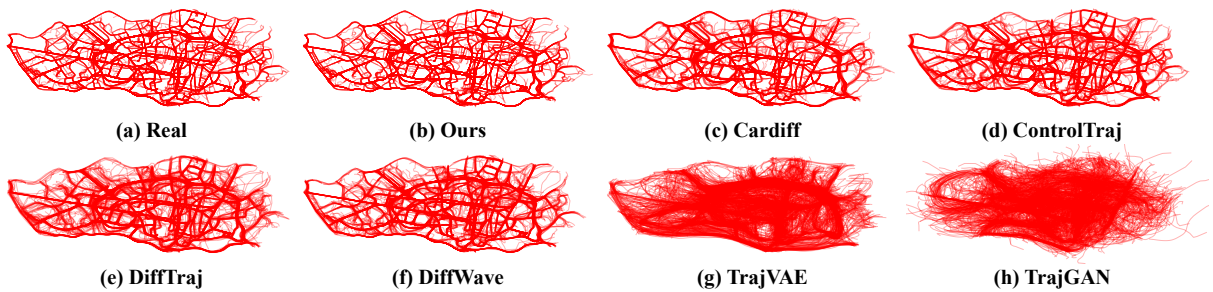 (a) Real
(b) Ours
(c) Cardiff
(d) ControlTraj
(e) DiffTraj
(f) DiffWave
(g) TrajVAE
(h) TrajGAN